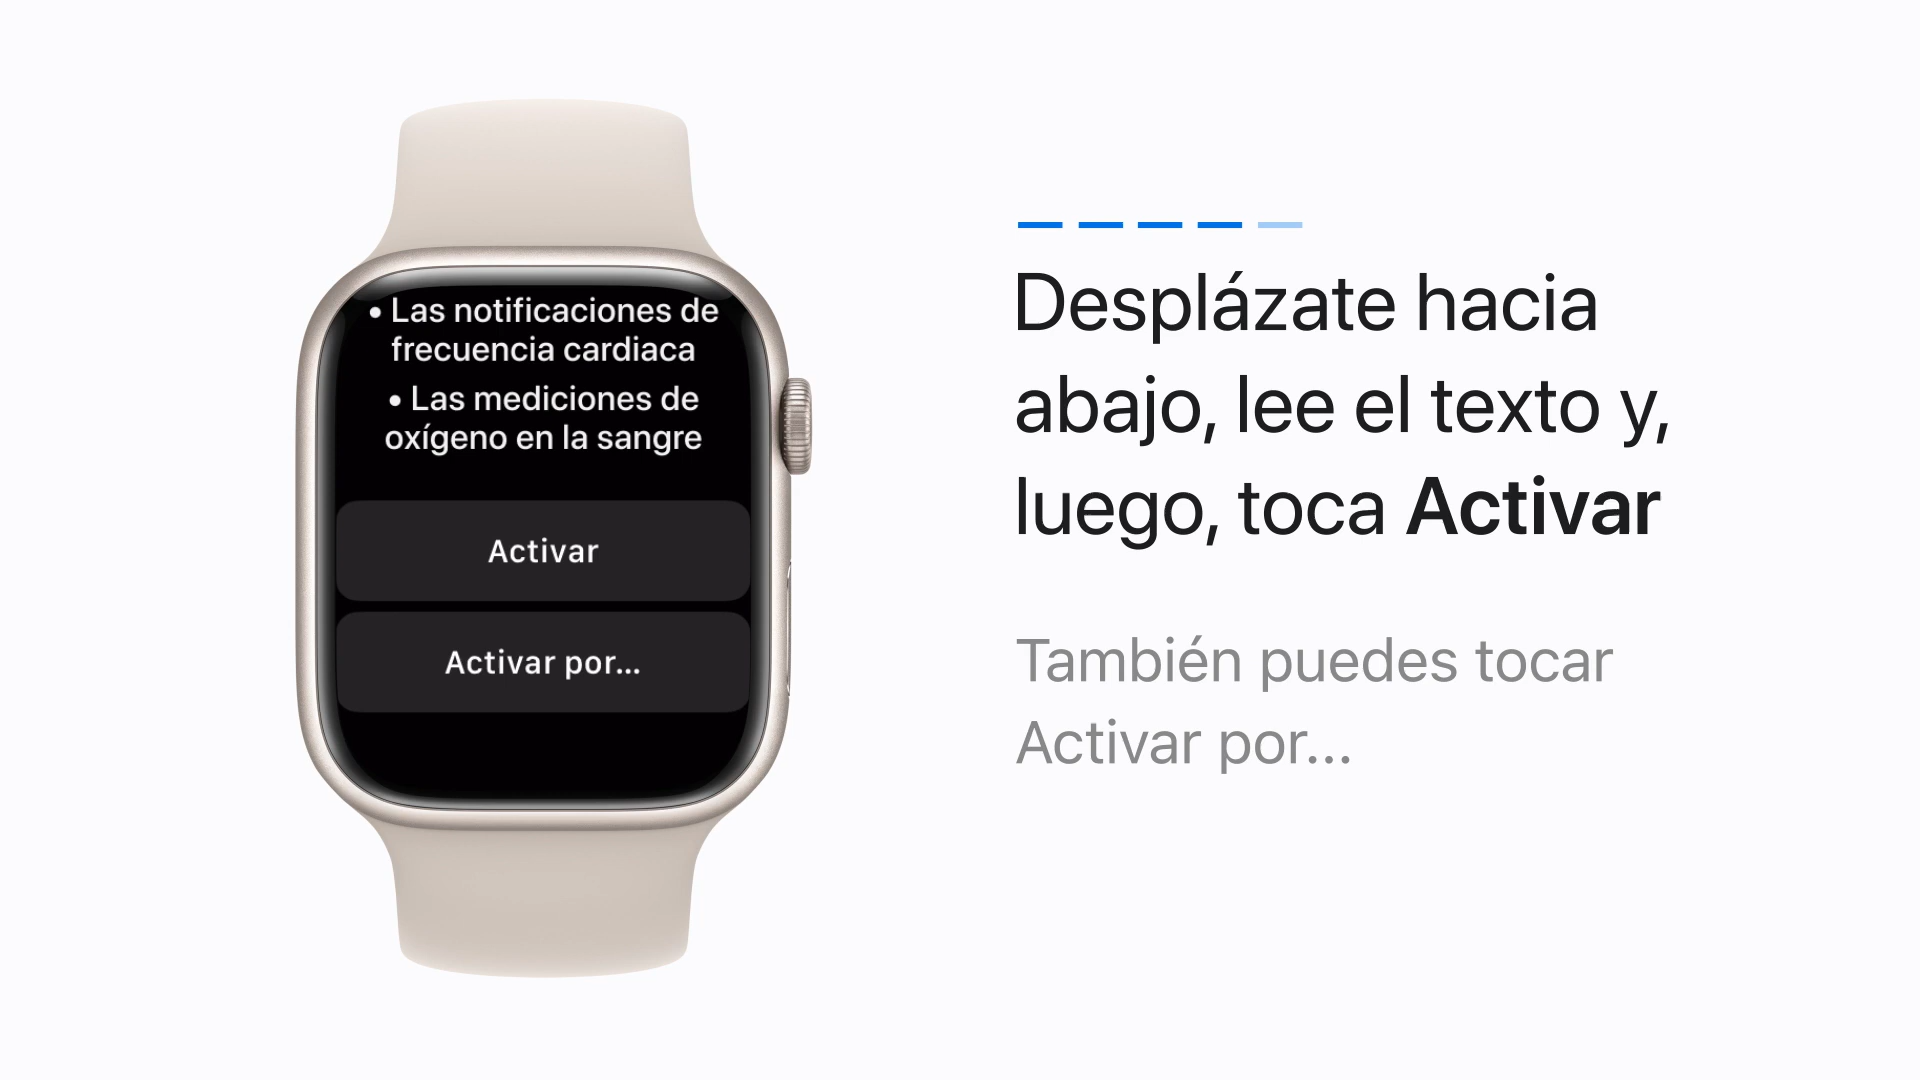 • Las notificaciones de
frecuencia cardiaca
• Las mediciones de
oxígeno en la sangre
Activar
Activar por...
Desplázate hacia
abajo, lee el texto y,
luego, toca Activar
También puedes tocar
Activar por...